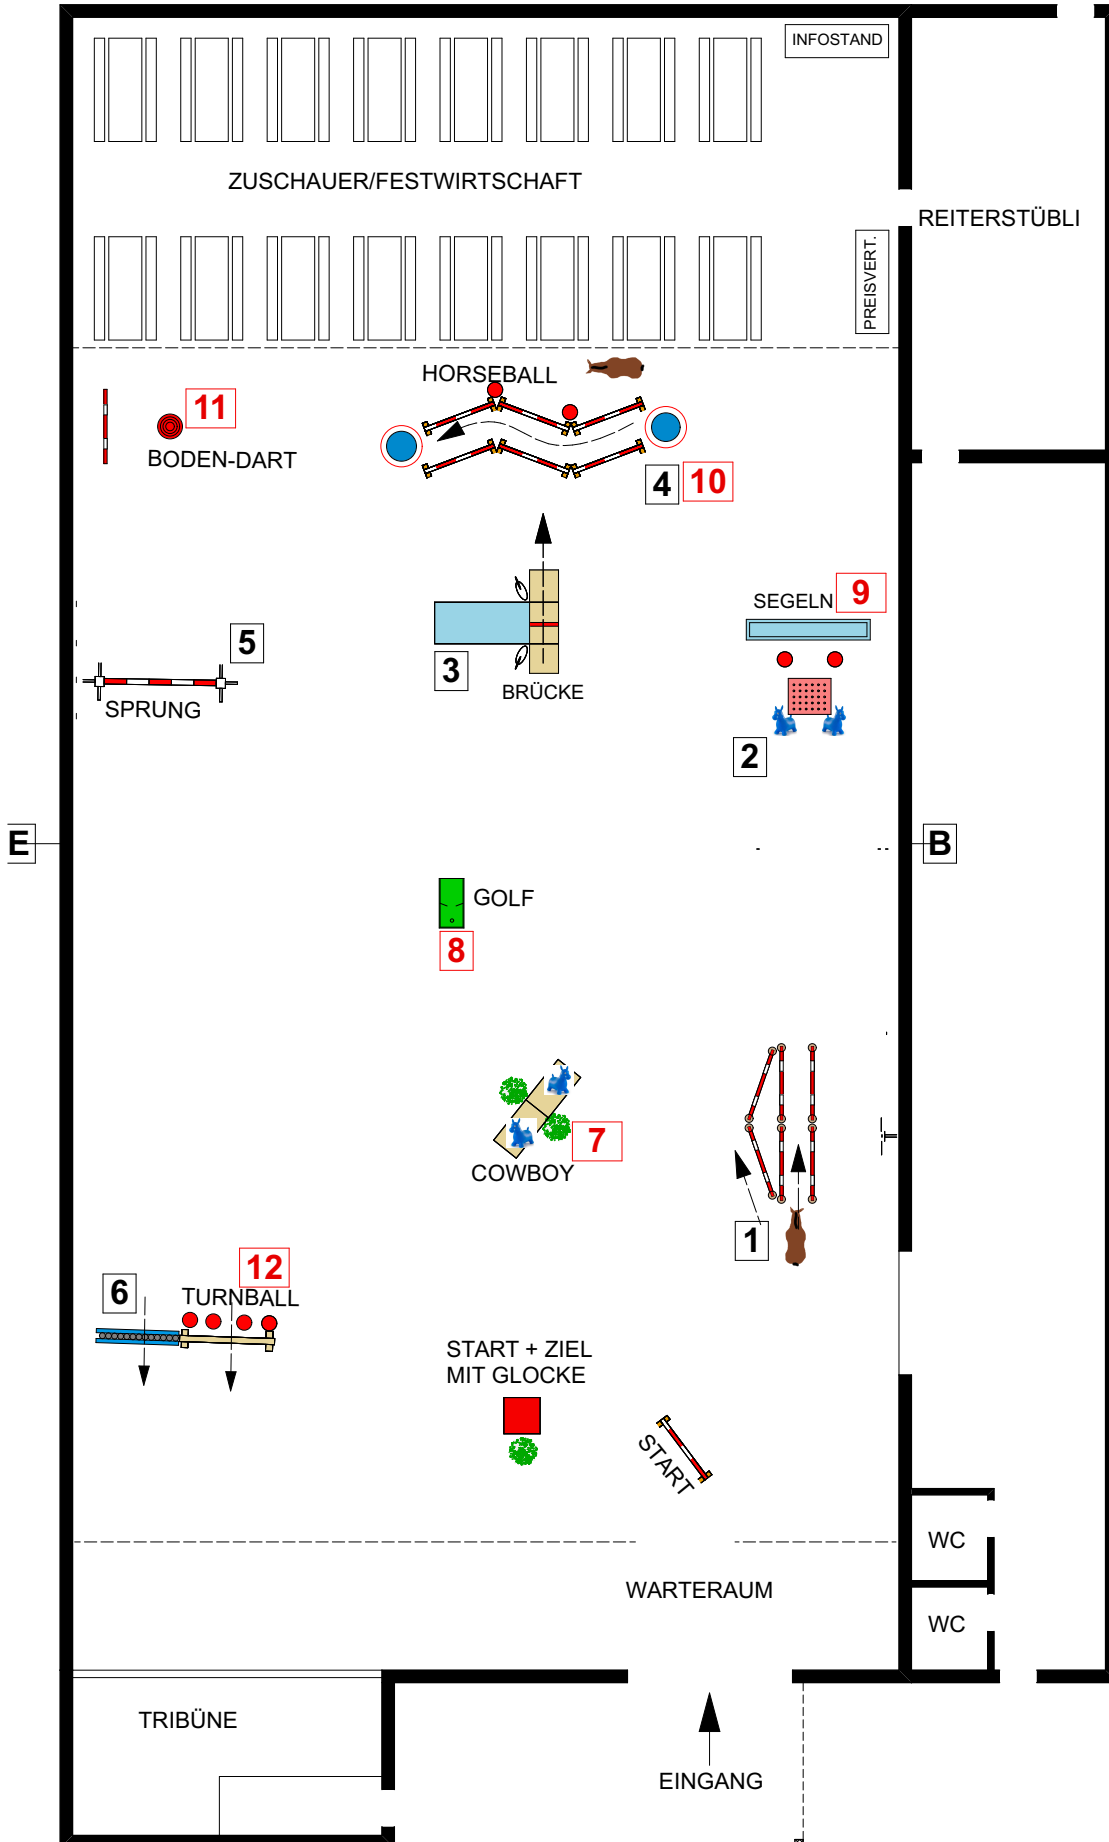 INFOSTAND
ZUSCHAUER/FESTWIRTSCHAFT
REITERSTÜBLI
PREISVERT.
HORSEBALL
11
BODEN-DART
4 10
SEGELN 9
5
3
BRÜCKE
SPRUNG
2
E
B
GOLF
8
7
COWBOY
1
12
6
TURNBALL
START + ZIEL
MIT GLOCKE
START
WC
WARTERAUM
WC
TRIBÜNE
EINGANG